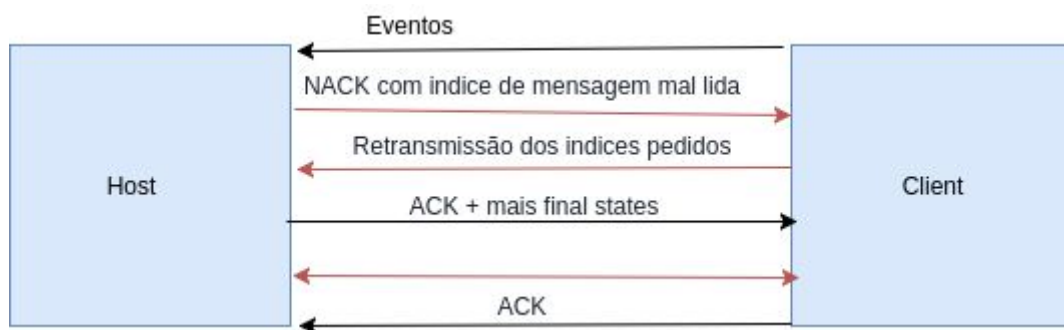 Eventos
NACK com indice de mensagem mal lida
Retransmissão dos indices pedidos
Host
Client
ACK + mais final states
ACK